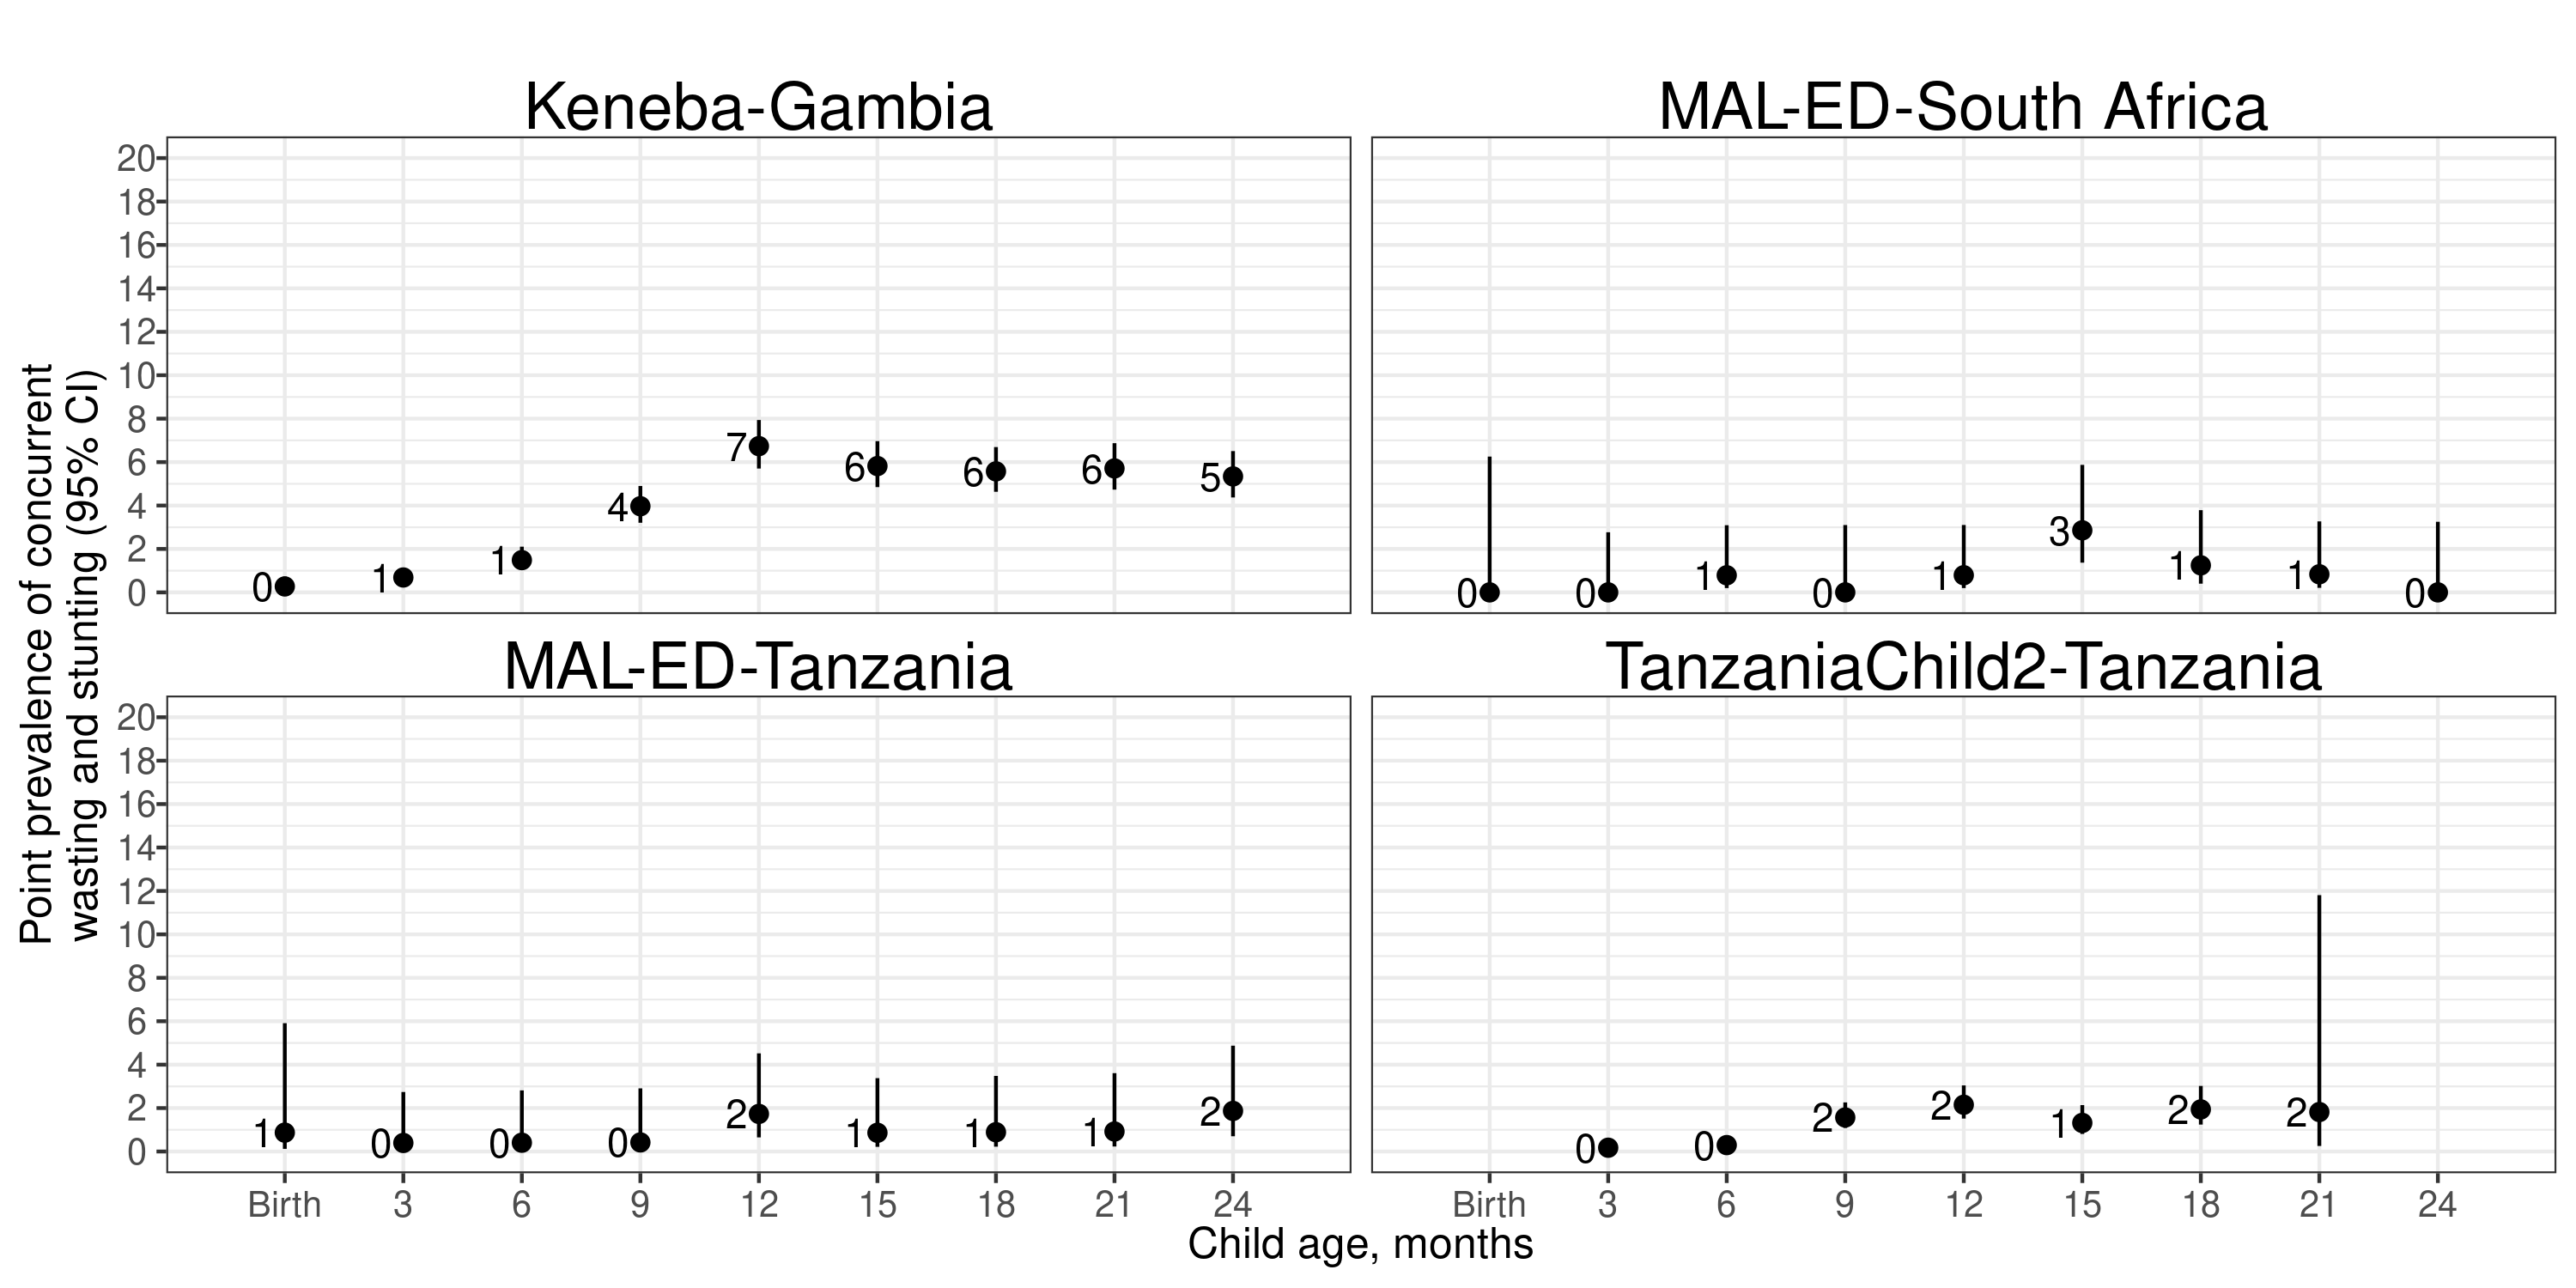 Keneba-Gambia
MAL-ED-South Africa
20
18
16
14
12
10
8
6
4
2
0
0 1 1 4 7 6 6 6 5
0 0 1 0 1 3 1 1 0
MAL-ED-Tanzania
TanzaniaChild2-Tanzania
20
18
16
14
12
10
8
6
4
2
0
1 0 0 0 2 1 1 1 2
0 0 2 2 1 2 2
Birth 3 6 9 12 15 18 21 24
Birth 3 6 9 12 15 18 21 24
Child age, months
Point prevalence of concurrent
wasting and stunting (95% CI)